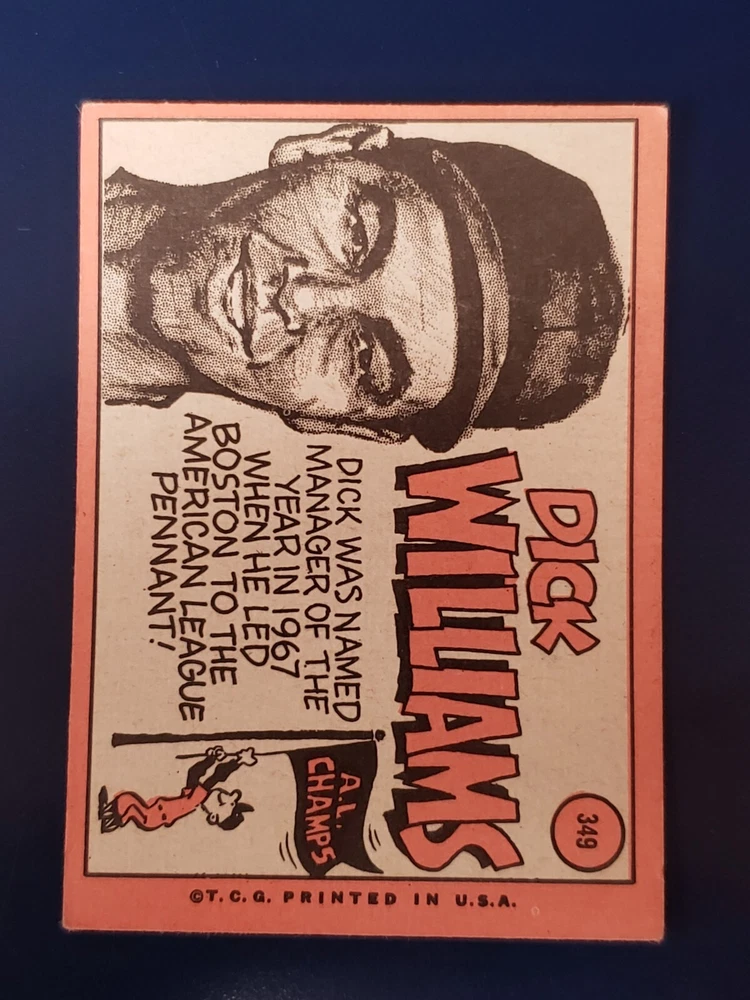 DICK
WILLIAMS
349
DICK WAS NAMED
MANAGER OF THE
YEAR IN 1967
WHEN HE LED
BOSTON TO THE
AMERICAN LEAGUE
PENNANT!
A.L.
CHAMPS
©T.C.G. PRINTED IN U.S.A.